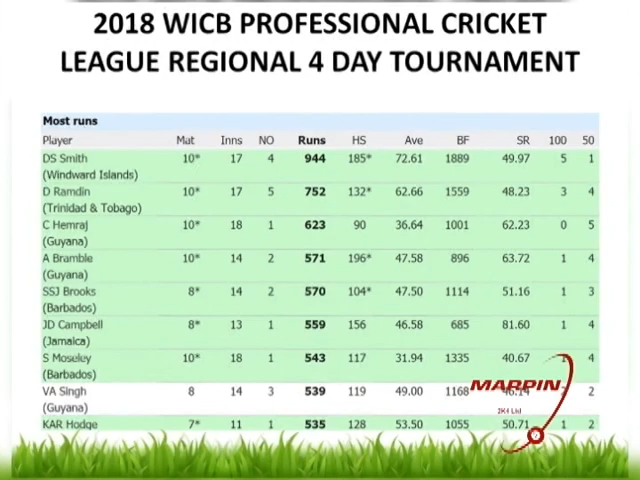 2018 WICB PROFESSIONAL CRICKET
LEAGUE REGIONAL 4 DAY TOURNAMENT
Most runs
Player Mat Inns NO Runs HS Ave BF SR 100 50
DS Smith 10* 17 4 944 185* 72.61 1889 49.97 5 1
(Windward Islands)
D Ramdin 10* 17 5 752 132* 62.66 1559 48.23 3 4
(Trinidad & Tobago)
C Hemraj 10* 18 1 623 90 36.64 1001 62.23 0 5
(Guyana)
A Bramble 10* 14 2 571 196* 47.58 896 63.72 1 4
(Guyana)
SSJ Brooks 8* 14 2 570 104* 47.50 1114 51.16 1 3
(Barbados)
JD Campbell 8* 13 1 559 156 46.58 685 81.60 1 4
(Jamaica)
S Moseley 10* 18 1 543 117 31.94 1335 40.67 1 4
(Barbados)
VA Singh 8 14 3 539 119 49.00 1168 46.14 2
(Guyana)
KAR Hodge 7* 11 1 535 128 53.50 1055 50.71 1 2
MARPIN
2K4 Ltd